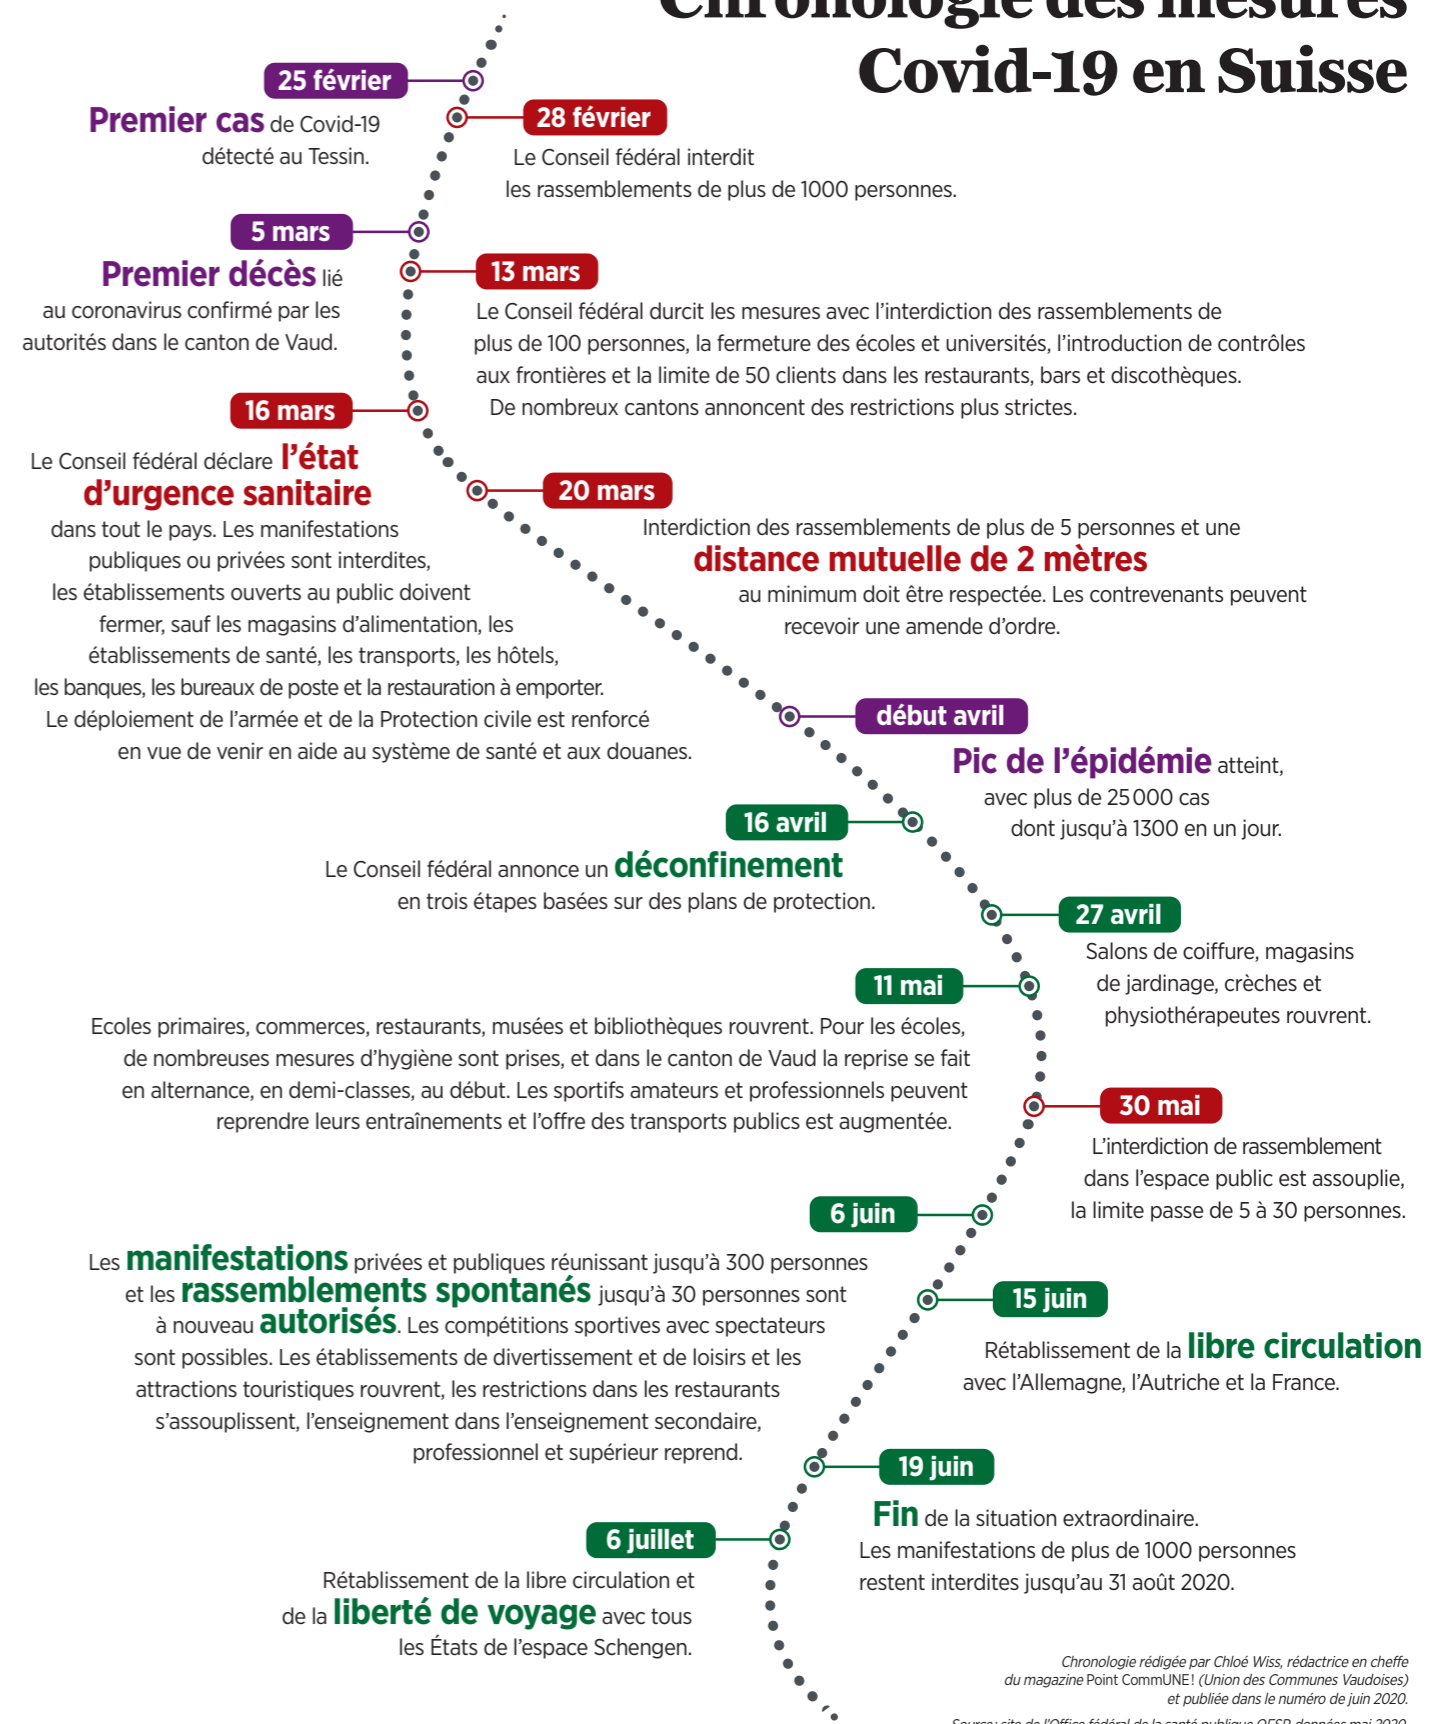 Chronologie des mesures
Covid-19 en Suisse
25 février
Premier cas de Covid-19
détecté au Tessin.
28 février
Le Conseil fédéral interdit
les rassemblements de plus de 1000 personnes.
5 mars
Premier décès lié
au coronavirus confirmé par les
autorités dans le canton de Vaud.
13 mars
Le Conseil fédéral durcit les mesures avec l’interdiction des rassemblements de
plus de 100 personnes, la fermeture des écoles et universités, l’introduction de contrôles
aux frontières et la limite de 50 clients dans les restaurants, bars et discothèques.
De nombreux cantons annoncent des restrictions plus strictes.
16 mars
Le Conseil fédéral déclare l’état
d’urgence sanitaire
dans tout le pays. Les manifestations
publiques ou privées sont interdites,
les établissements ouverts au public doivent
fermer, sauf les magasins d’alimentation, les
établissements de santé, les transports, les hôtels,
les banques, les bureaux de poste et la restauration à emporter.
Le déploiement de l’armée et de la Protection civile est renforcé
en vue de venir en aide au système de santé et aux douanes.
20 mars
Interdiction des rassemblements de plus de 5 personnes et une
distance mutuelle de 2 mètres
au minimum doit être respectée. Les contrevenants peuvent
recevoir une amende d’ordre.
début avril
Pic de l’épidémie atteint,
avec plus de 25 000 cas
dont jusqu’à 1300 en un jour.
16 avril
Le Conseil fédéral annonce un déconfinement
en trois étapes basées sur des plans de protection.
27 avril
Salons de coiffure, magasins
de jardinage, crèches et
physiothérapeutes rouvrent.
11 mai
Ecoles primaires, commerces, restaurants, musées et bibliothèques rouvrent. Pour les écoles,
de nombreuses mesures d’hygiène sont prises, et dans le canton de Vaud la reprise se fait
en alternance, en demi-classes, au début. Les sportifs amateurs et professionnels peuvent
reprendre leurs entraînements et l’offre des transports publics est augmentée.
30 mai
L’interdiction de rassemblement
dans l’espace public est assouplie,
la limite passe de 5 à 30 personnes.
6 juin
Les manifestations privées et publiques réunissant jusqu’à 300 personnes
et les rassemblements spontanés jusqu’à 30 personnes sont
à nouveau autorisés. Les compétitions sportives avec spectateurs
sont possibles. Les établissements de divertissement et de loisirs et les
attractions touristiques rouvrent, les restrictions dans les restaurants
s’assouplissent, l’enseignement dans l’enseignement secondaire,
professionnel et supérieur reprend.
15 juin
Rétablissement de la libre circulation
avec l’Allemagne, l’Autriche et la France.
19 juin
Fin de la situation extraordinaire.
Les manifestations de plus de 1000 personnes
restent interdites jusqu’au 31 août 2020.
6 juillet
Rétablissement de la libre circulation et
de la liberté de voyage avec tous
les États de l’espace Schengen.
Chronologie rédigée par Chloé Wiss, rédactrice en cheffe
du magazine Point CommUNE! (Union des Communes Vaudoises)
et publiée dans le numéro de juin 2020.
Source: site de l’Office fédéral de la santé publique OFSP, données mai 2020.